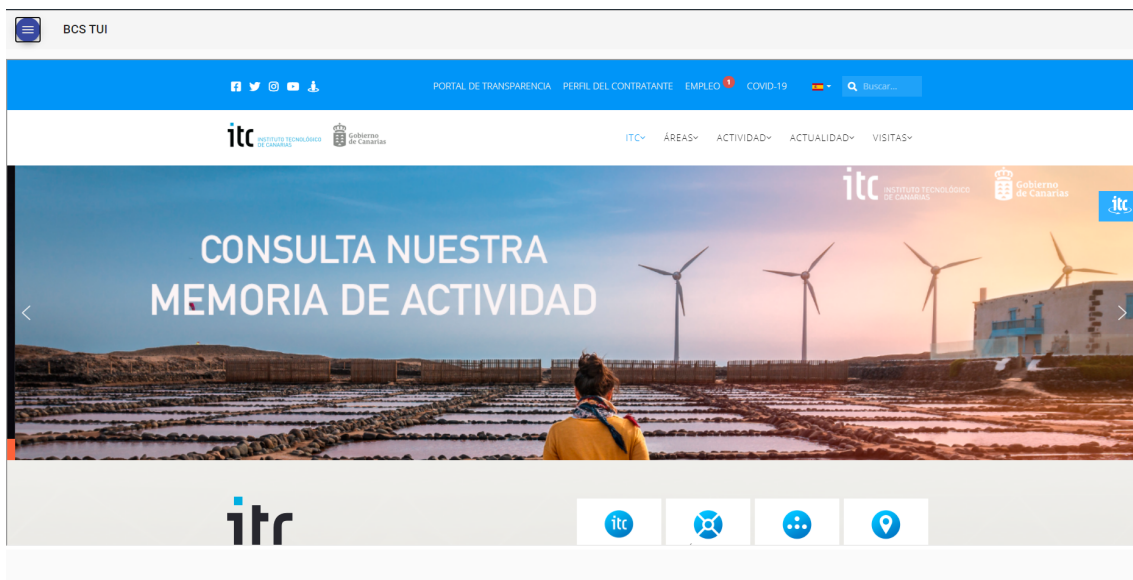 BCS TUI
PORTAL DE TRANSPARENCIA PERFIL DEL CONTRATANTE EMPLEO 1 COVID-19 Buscar...
itc INSTITUTO TECNOLÓGICO DE CANARIAS
Gobierno de Canarias
ITC ÁREAS ACTIVIDAD ACTUALIDAD VISITAS
itc INSTITUTO TECNOLÓGICO DE CANARIAS
Gobierno de Canarias
itc
CONSULTA NUESTRA
MEMORIA DE ACTIVIDAD
itc
itc